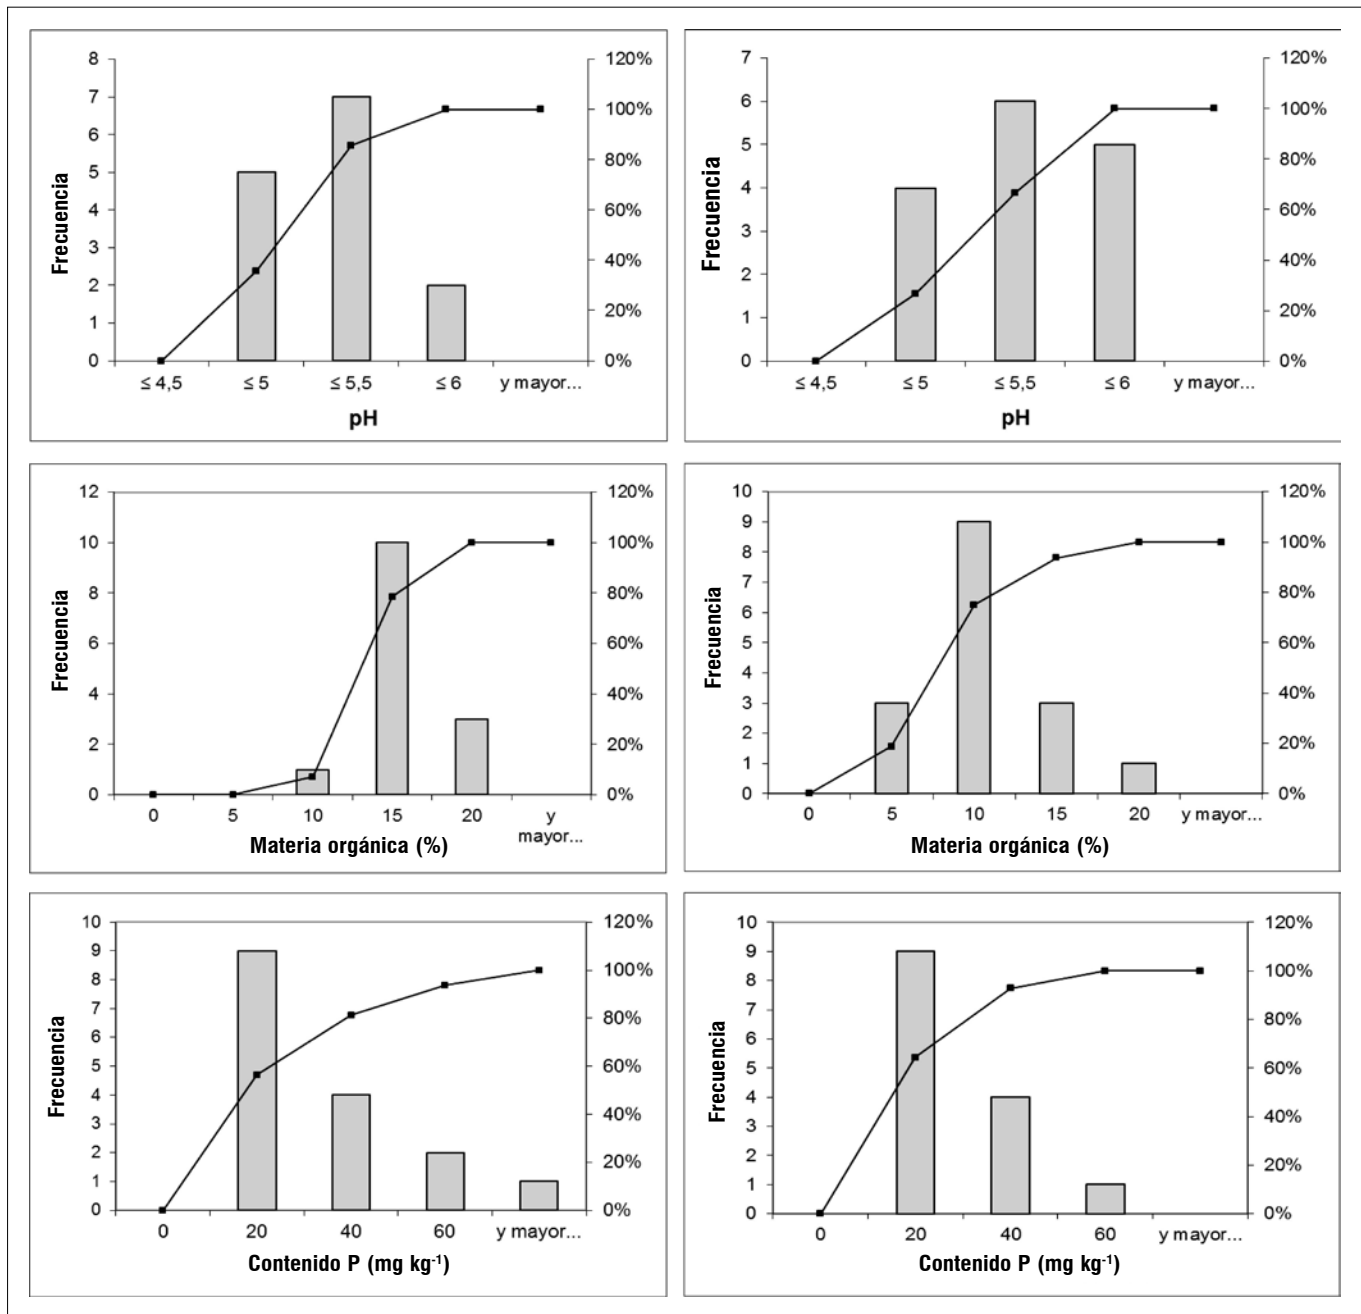 8 7 6 5 4 3 2 1 0
Frecuencia
120% 100% 80% 60% 40% 20% 0%
≤ 4,5 ≤ 5 ≤ 5,5 ≤ 6 y mayor...
pH
7 6 5 4 3 2 1 0
Frecuencia
120% 100% 80% 60% 40% 20% 0%
≤ 4,5 ≤ 5 ≤ 5,5 ≤ 6 y mayor...
pH
12 10 8 6 4 2 0
Frecuencia
120% 100% 80% 60% 40% 20% 0%
0 5 10 15 20 y mayor...
Materia orgánica (%)
10 9 8 7 6 5 4 3 2 1 0
Frecuencia
120% 100% 80% 60% 40% 20% 0%
0 5 10 15 20 y mayor...
Materia orgánica (%)
10 9 8 7 6 5 4 3 2 1 0
Frecuencia
120% 100% 80% 60% 40% 20% 0%
0 20 40 60 y mayor...
Contenido P (mg kg⁻¹)
10 9 8 7 6 5 4 3 2 1 0
Frecuencia
120% 100% 80% 60% 40% 20% 0%
0 20 40 60 y mayor...
Contenido P (mg kg⁻¹)